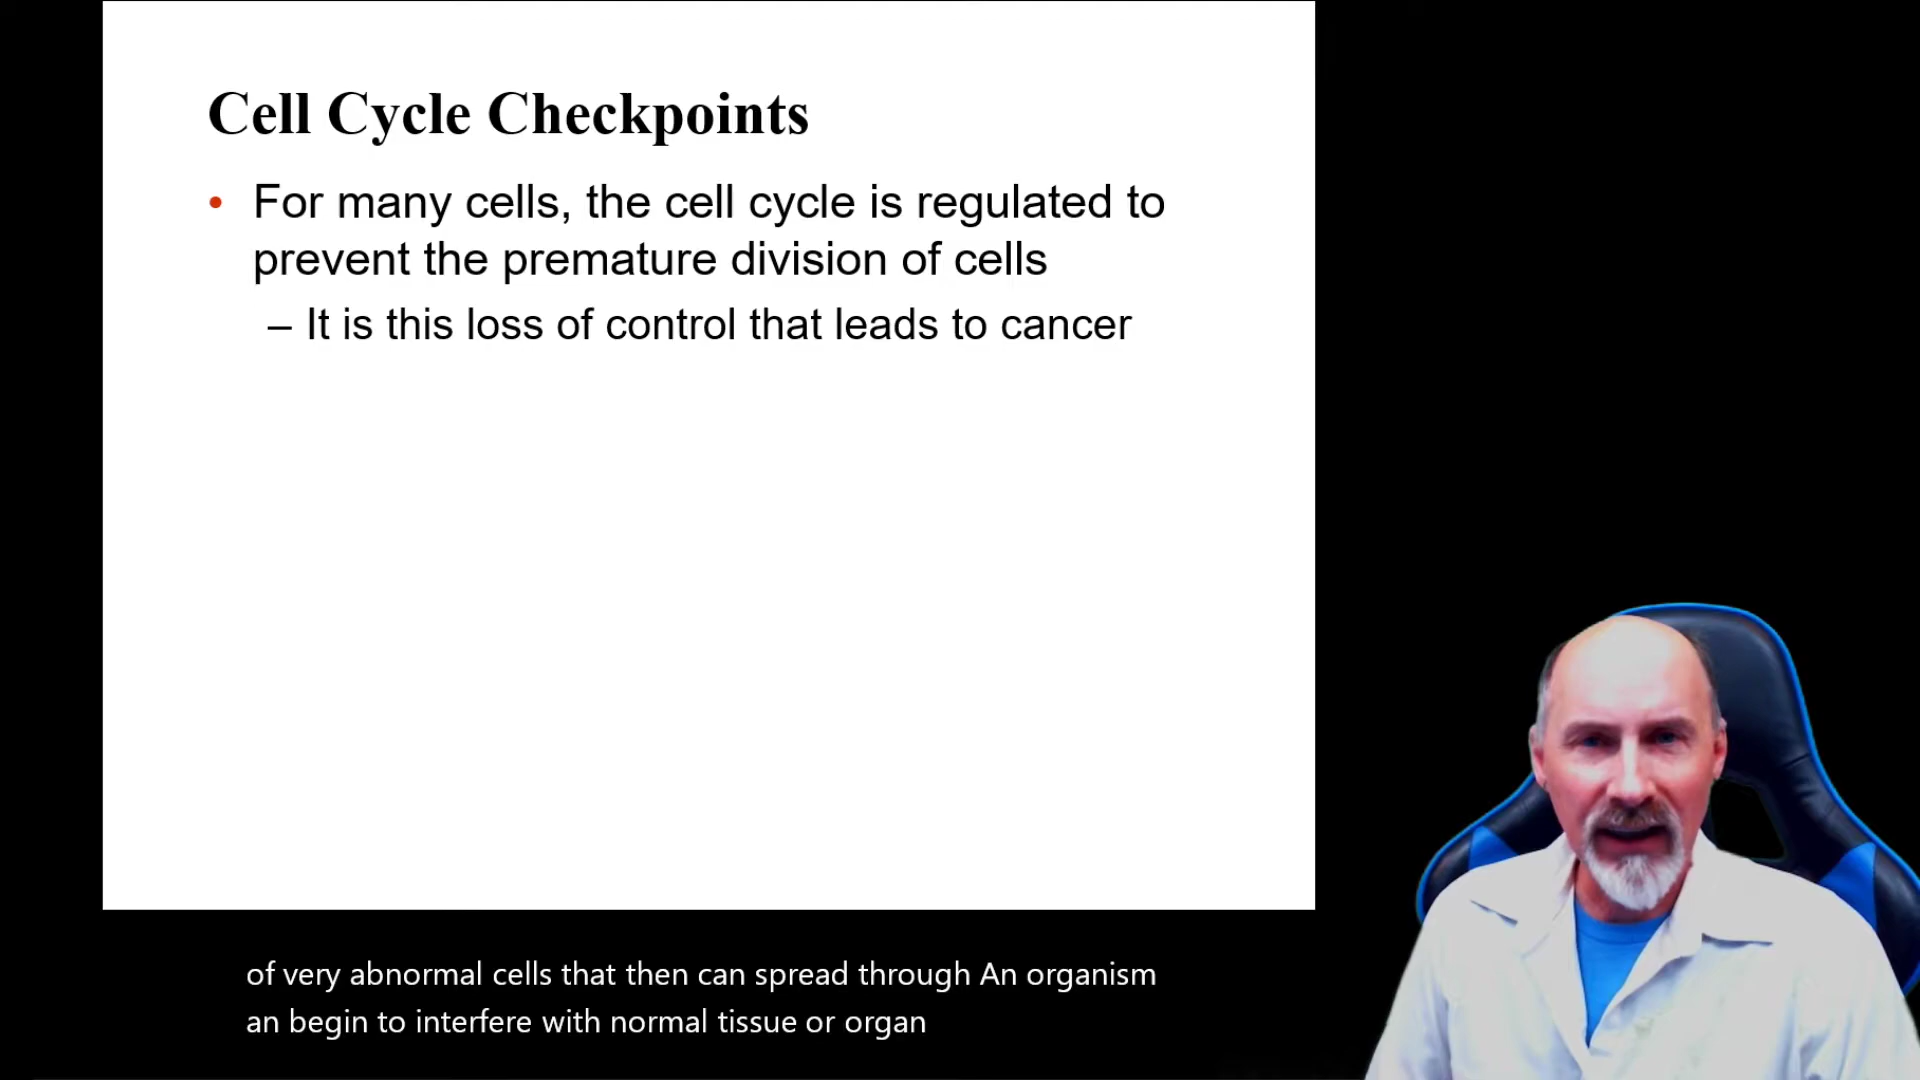 Cell Cycle Checkpoints
• For many cells, the cell cycle is regulated to
prevent the premature division of cells
– It is this loss of control that leads to cancer
of very abnormal cells that then can spread through An organism
an begin to interfere with normal tissue or organ